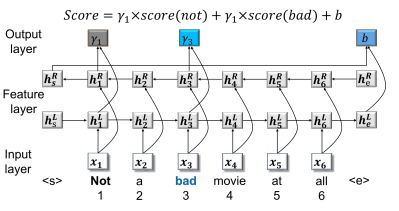 Score = γ₁×score(not) + γ₁×score(bad) + b
Output layer
γ₁ γ₃ b
Feature layer
h_s^R h_1^R h_2^R h_3^R h_4^R h_5^R h_6^R h_e^R
h_s^L h_1^L h_2^L h_3^L h_4^L h_5^L h_6^L h_e^L
Input layer
x₁ x₂ x₃ x₄ x₅ x₆
<s> Not a bad movie at all <e>
1 2 3 4 5 6